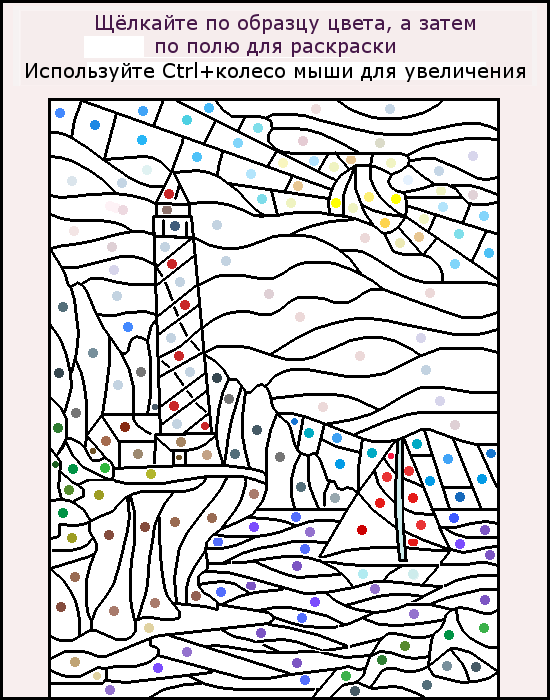 Щёлкайте по образцу цвета, а затем
по полю для раскраски
Используйте Ctrl+колесо мыши для увеличения